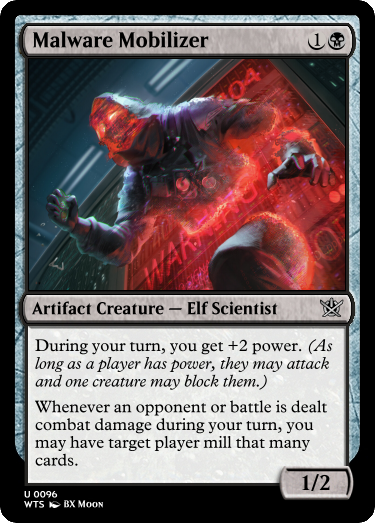 Malware Mobilizer 1
404
Artifact Creature — Elf Scientist
During your turn, you get +2 power. (As
long as a player has power, they may attack
and one creature may block them.)
Whenever an opponent or battle is dealt
combat damage during your turn, you
may have target player mill that many
cards.
1/2
U 0096
WTS BX Moon